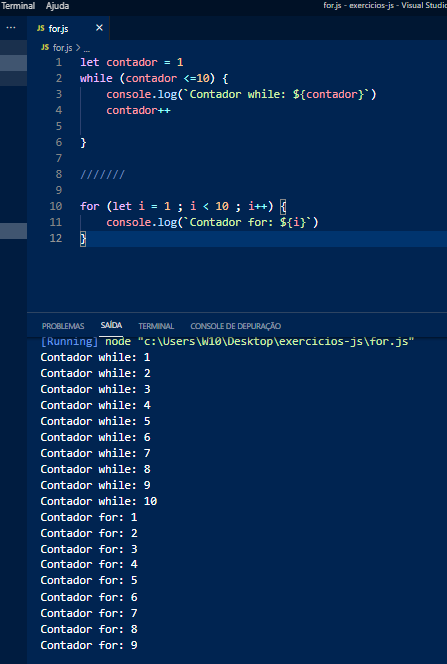 Terminal Ajuda for.js - exercicios-js - Visual Studio
... JS for.js ×
JS for.js > ...
1 let contador = 1
2 while (contador <=10) {
3 console.log(`Contador while: ${contador}`)
4 contador++
5
6 }
7
8 ///////
9
10 for (let i = 1 ; i < 10 ; i++) {
11 console.log(`Contador for: ${i}`)
12 }
PROBLEMAS SAÍDA TERMINAL CONSOLE DE DEPURAÇÃO
[Running] node "c:\Users\W10\Desktop\exercicios-js\for.js"
Contador while: 1
Contador while: 2
Contador while: 3
Contador while: 4
Contador while: 5
Contador while: 6
Contador while: 7
Contador while: 8
Contador while: 9
Contador while: 10
Contador for: 1
Contador for: 2
Contador for: 3
Contador for: 4
Contador for: 5
Contador for: 6
Contador for: 7
Contador for: 8
Contador for: 9